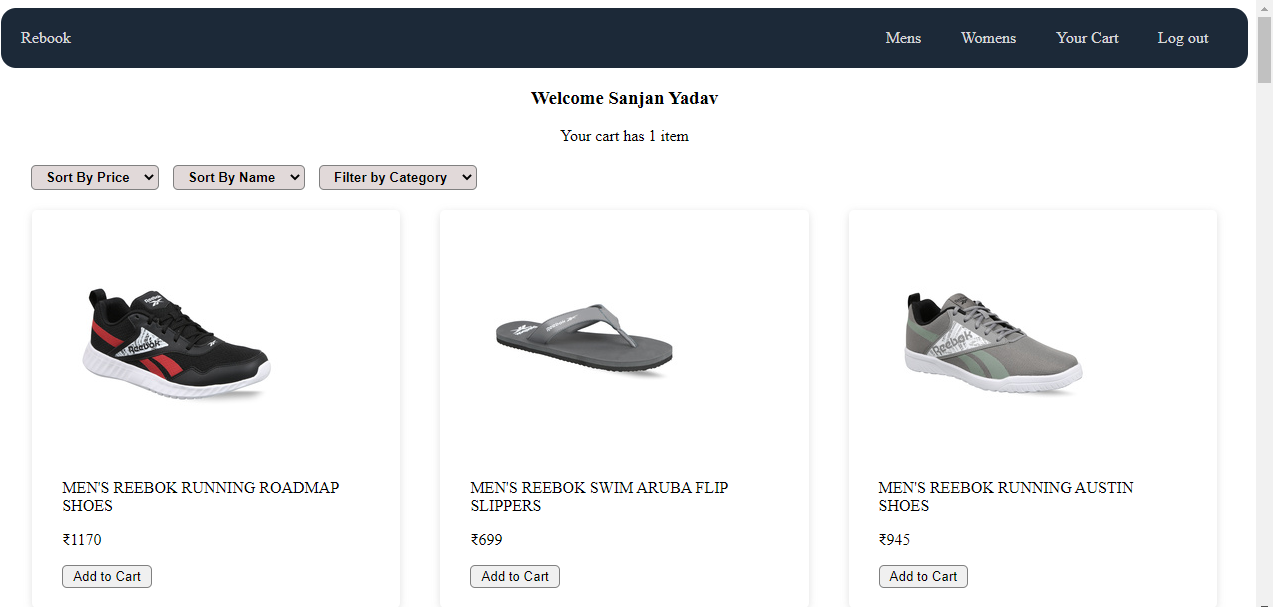 Rebook
Mens
Womens
Your Cart
Log out
Welcome Sanjan Yadav
Your cart has 1 item
Sort By Price
Sort By Name
Filter by Category
Reebok
Reebok
MEN'S REEBOK RUNNING ROADMAP
SHOES
₹1170
Add to Cart
MEN'S REEBOK SWIM ARUBA FLIP
SLIPPERS
₹699
Add to Cart
MEN'S REEBOK RUNNING AUSTIN
SHOES
₹945
Add to Cart